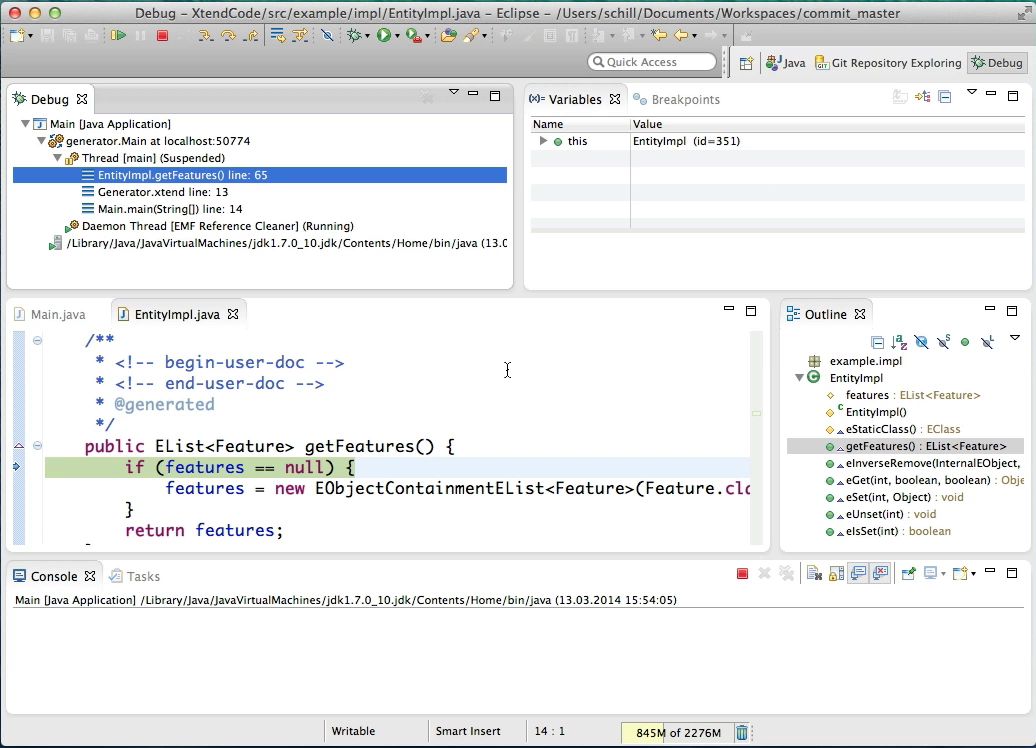 Debug – XtendCode/src/example/impl/EntityImpl.java – Eclipse – /Users/schill/Documents/Workspaces/commit_master
Quick Access
Java
Git Repository Exploring
Debug
Debug
Main [Java Application]
generator.Main at localhost:50774
Thread [main] (Suspended)
EntityImpl.getFeatures() line: 65
Generator.xtend line: 13
Main.main(String[]) line: 14
Daemon Thread [EMF Reference Cleaner] (Running)
/Library/Java/JavaVirtualMachines/jdk1.7.0_10.jdk/Contents/Home/bin/java (13.0
(x)= Variables
Breakpoints
Name Value
this EntityImpl (id=351)
Main.java
EntityImpl.java
/**
* <!-- begin-user-doc -->
* <!-- end-user-doc -->
* @generated
*/
public EList<Feature> getFeatures() {
if (features == null) {
features = new EObjectContainmentEList<Feature>(Feature.cla
}
return features;
Outline
example.impl
EntityImpl
features : EList<Feature>
EntityImpl()
eStaticClass() : EClass
getFeatures() : EList<Feature>
eInverseRemove(InternalEObject,
eGet(int, boolean, boolean) : Obje
eSet(int, Object) : void
eUnset(int) : void
eIsSet(int) : boolean
Console
Tasks
Main [Java Application] /Library/Java/JavaVirtualMachines/jdk1.7.0_10.jdk/Contents/Home/bin/java (13.03.2014 15:54:05)
Writable
Smart Insert
14 : 1
845M of 2276M